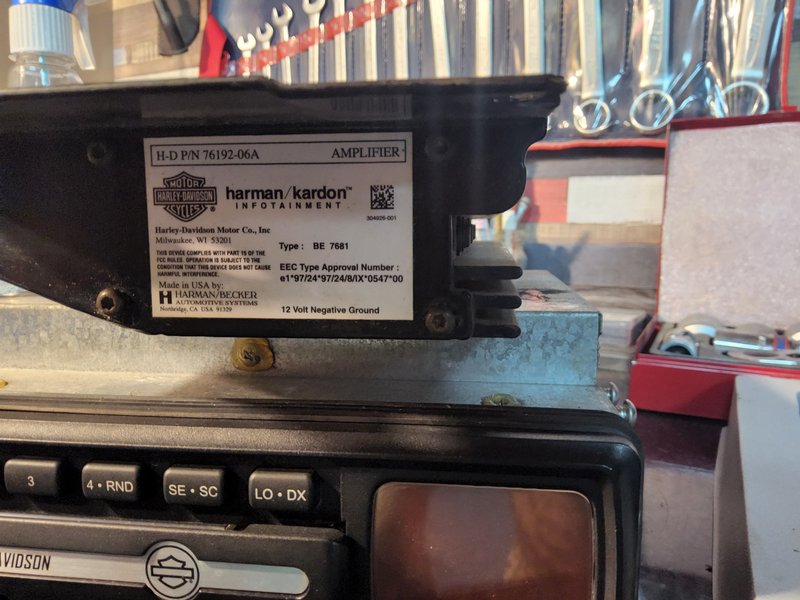 H-D P/N 76192-06A AMPLIFIER
MOTOR
HARLEY-DAVIDSON
CYCLES
harman/kardon™
INFOTAINMENT
304926-001
Harley-Davidson Motor Co., Inc
Milwaukee, WI 53201
THIS DEVICE COMPLIES WITH PART 15 OF THE
FCC RULES. OPERATION IS SUBJECT TO THE
CONDITION THAT THIS DEVICE DOES NOT CAUSE
HARMFUL INTERFERENCE.
Type : BE 7681
EEC Type Approval Number :
e1*97/24*97/24/8/IX*0547*00
Made in USA by:
HARMAN/BECKER
AUTOMOTIVE SYSTEMS
Northridge, CA USA 91329
12 Volt Negative Ground
3
4 • RND
SE • SC
LO • DX
AVIDSON